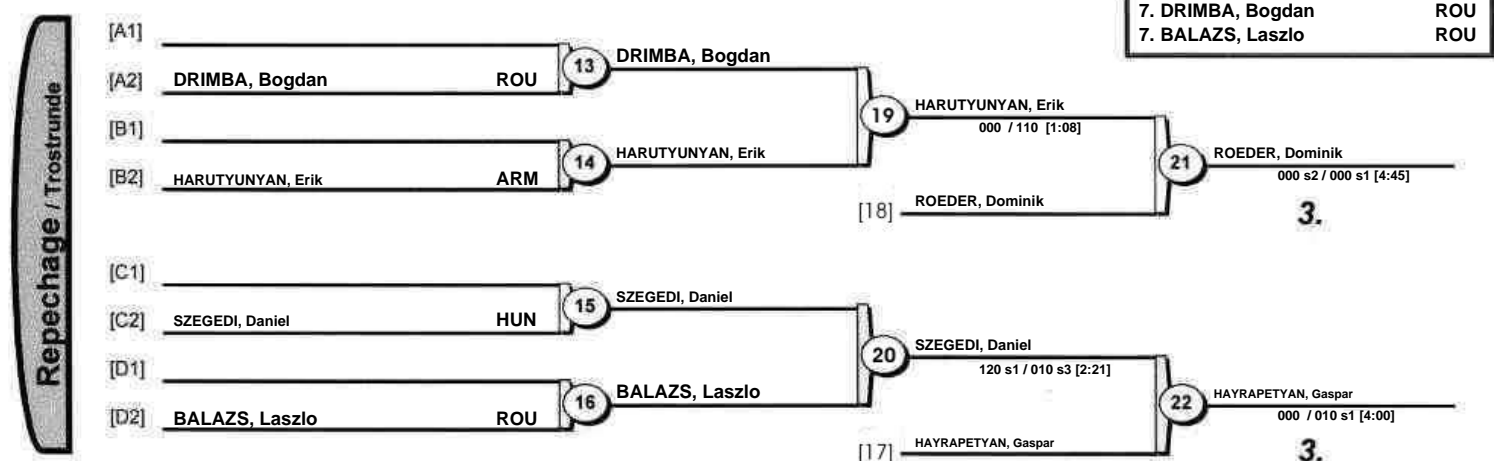 7. DRIMBA, Bogdan ROU
7. BALAZS, Laszlo ROU
Repechage / Trostrunde
[A1]
[A2] DRIMBA, Bogdan ROU
13 DRIMBA, Bogdan
[B1]
[B2] HARUTYUNYAN, Erik ARM
14 HARUTYUNYAN, Erik
19 HARUTYUNYAN, Erik
000 / 110 [1:08]
[18] ROEDER, Dominik
21 ROEDER, Dominik
000 s2 / 000 s1 [4:45]
3.
[C1]
[C2] SZEGEDI, Daniel HUN
15 SZEGEDI, Daniel
[D1]
[D2] BALAZS, Laszlo ROU
16 BALAZS, Laszlo
20 SZEGEDI, Daniel
120 s1 / 010 s3 [2:21]
[17] HAYRAPETYAN, Gaspar
22 HAYRAPETYAN, Gaspar
000 / 010 s1 [4:00]
3.